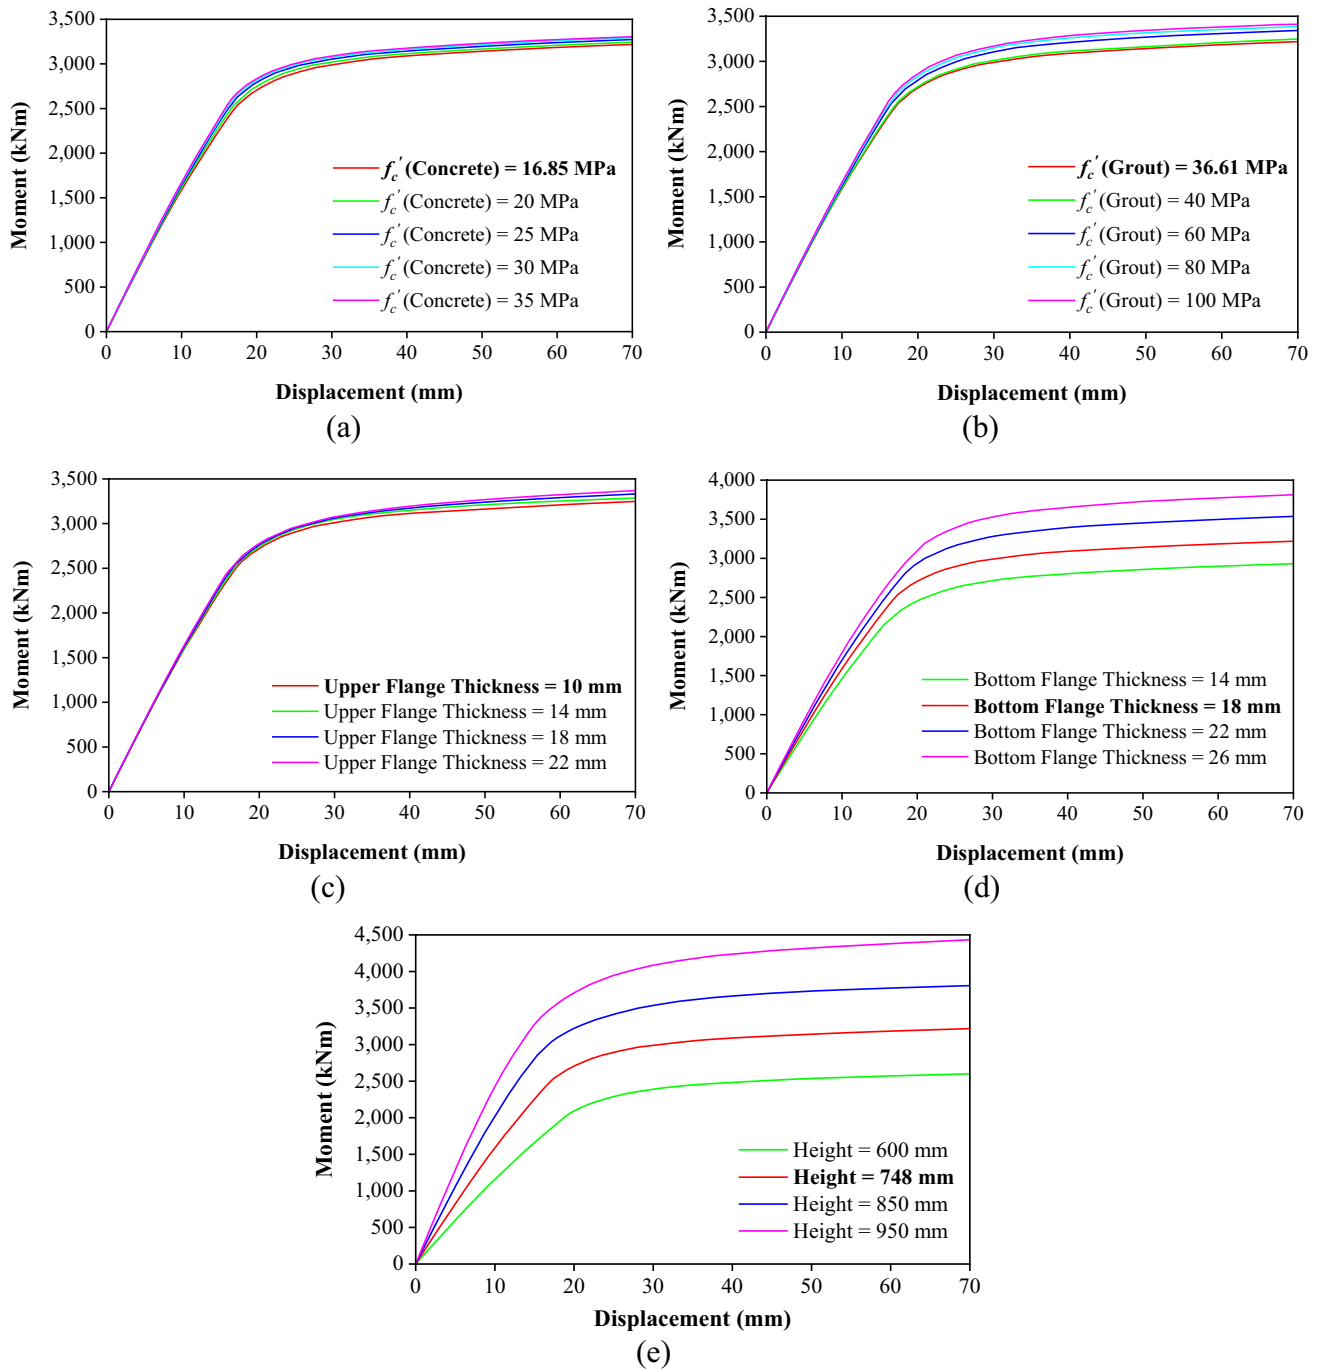 3,500
3,000
2,500
2,000
1,500
1,000
500
0
Moment (kNm)
f_c' (Concrete) = 16.85 MPa
f_c' (Concrete) = 20 MPa
f_c' (Concrete) = 25 MPa
f_c' (Concrete) = 30 MPa
f_c' (Concrete) = 35 MPa
0 10 20 30 40 50 60 70
Displacement (mm)
(a)
3,500
3,000
2,500
2,000
1,500
1,000
500
0
Moment (kNm)
f_c' (Grout) = 36.61 MPa
f_c' (Grout) = 40 MPa
f_c' (Grout) = 60 MPa
f_c' (Grout) = 80 MPa
f_c' (Grout) = 100 MPa
0 10 20 30 40 50 60 70
Displacement (mm)
(b)
3,500
3,000
2,500
2,000
1,500
1,000
500
0
Moment (kNm)
Upper Flange Thickness = 10 mm
Upper Flange Thickness = 14 mm
Upper Flange Thickness = 18 mm
Upper Flange Thickness = 22 mm
0 10 20 30 40 50 60 70
Displacement (mm)
(c)
4,000
3,500
3,000
2,500
2,000
1,500
1,000
500
0
Moment (kNm)
Bottom Flange Thickness = 14 mm
Bottom Flange Thickness = 18 mm
Bottom Flange Thickness = 22 mm
Bottom Flange Thickness = 26 mm
0 10 20 30 40 50 60 70
Displacement (mm)
(d)
4,500
4,000
3,500
3,000
2,500
2,000
1,500
1,000
500
0
Moment (kNm)
Height = 600 mm
Height = 748 mm
Height = 850 mm
Height = 950 mm
0 10 20 30 40 50 60 70
Displacement (mm)
(e)